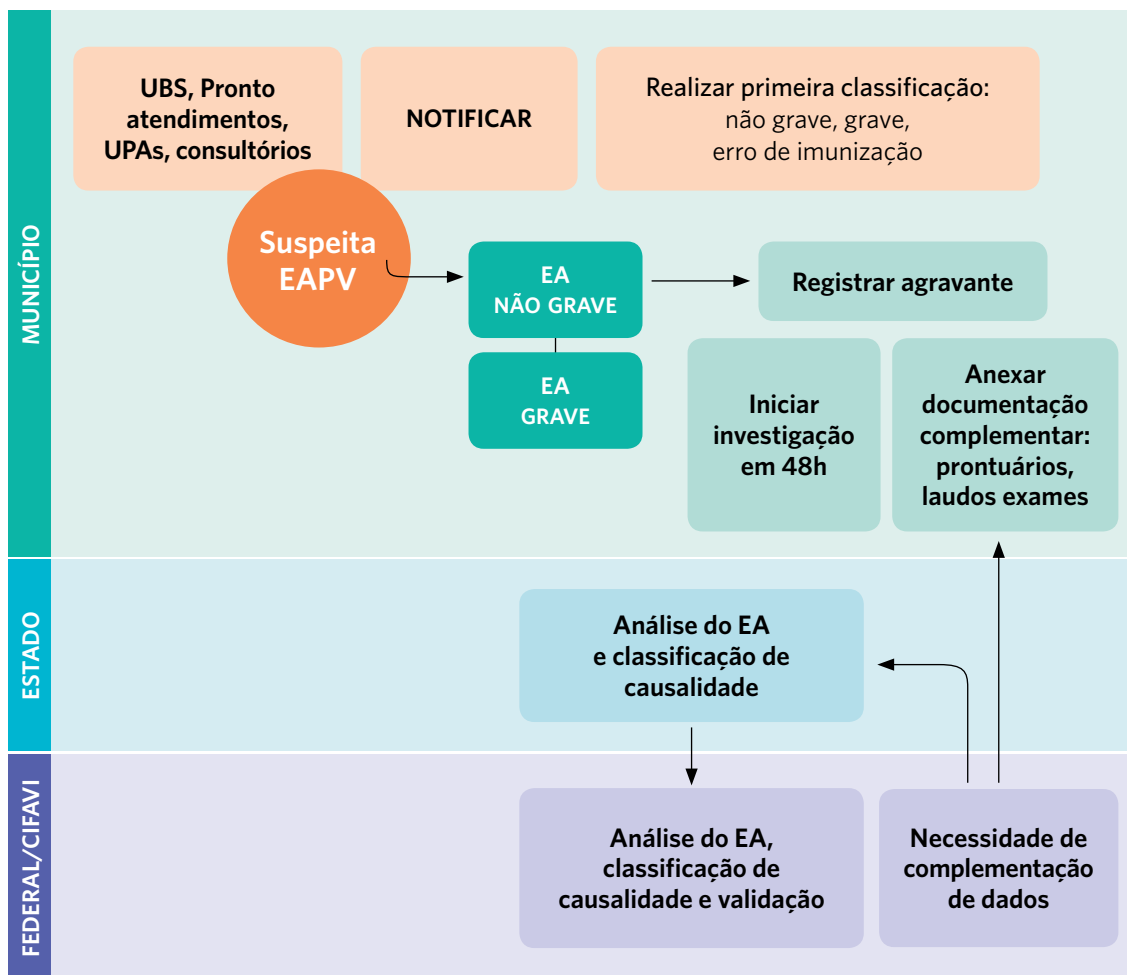 MUNICÍPIO
UBS, Pronto
atendimentos,
UPAs, consultórios
NOTIFICAR
Realizar primeira classificação:
não grave, grave,
erro de imunização
Suspeita
EAPV
EA
NÃO GRAVE
Registrar agravante
EA
GRAVE
Iniciar
investigação
em 48h
Anexar
documentação
complementar:
prontuários,
laudos exames
ESTADO
Análise do EA
e classificação de
causalidade
FEDERAL/CIFAVI
Análise do EA,
classificação de
causalidade e validação
Necessidade de
complementação
de dados